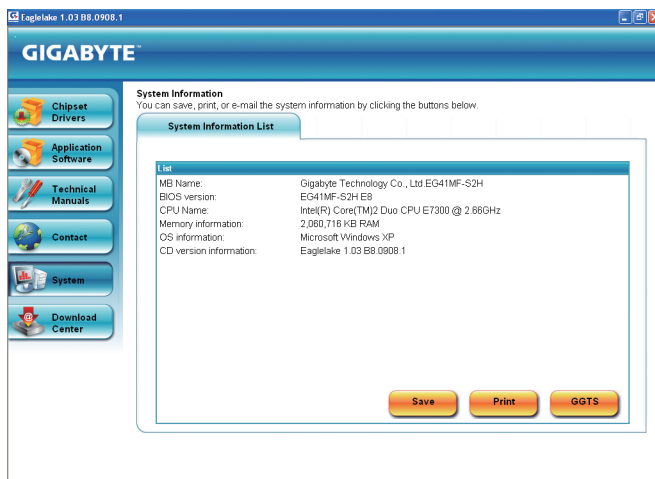 Eaglelake 1.03 B8.0908.1
GIGABYTE™
Chipset
Drivers
Application
Software
Technical
Manuals
Contact
System
Download
Center
System Information
You can save, print, or e-mail the system information by clicking the buttons below.
System Information List
List
MB Name: Gigabyte Technology Co., Ltd.EG41MF-S2H
BIOS version: EG41MF-S2H E8
CPU Name: Intel(R) Core(TM)2 Duo CPU E7300 @ 2.66GHz
Memory information: 2,060,716 KB RAM
OS information: Microsoft Windows XP
CD version information: Eaglelake 1.03 B8.0908.1
Save
Print
GGTS